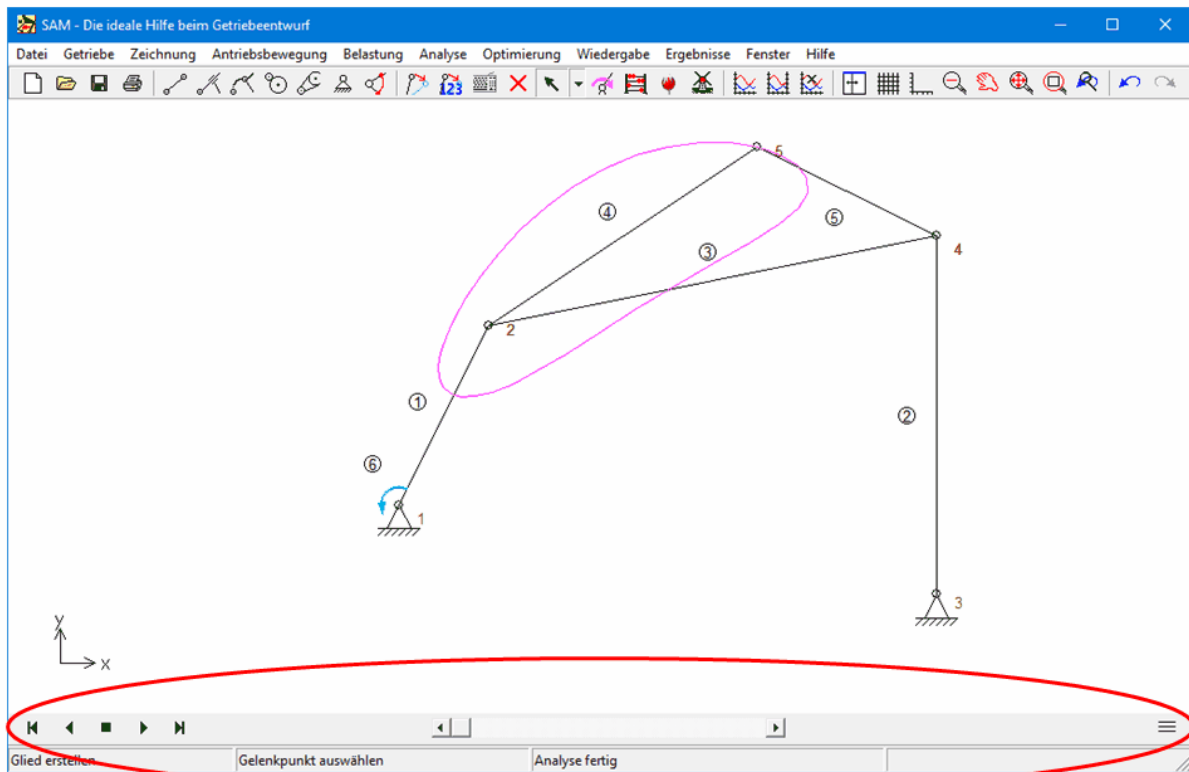 SAM - Die ideale Hilfe beim Getriebeentwurf
Datei Getriebe Zeichnung Antriebsbewegung Belastung Analyse Optimierung Wiedergabe Ergebnisse Fenster Hilfe
123
5
④
⑤
③
4
2
①
②
⑥
1
3
y
x
Glied erstellen Gelenkpunkt auswählen Analyse fertig